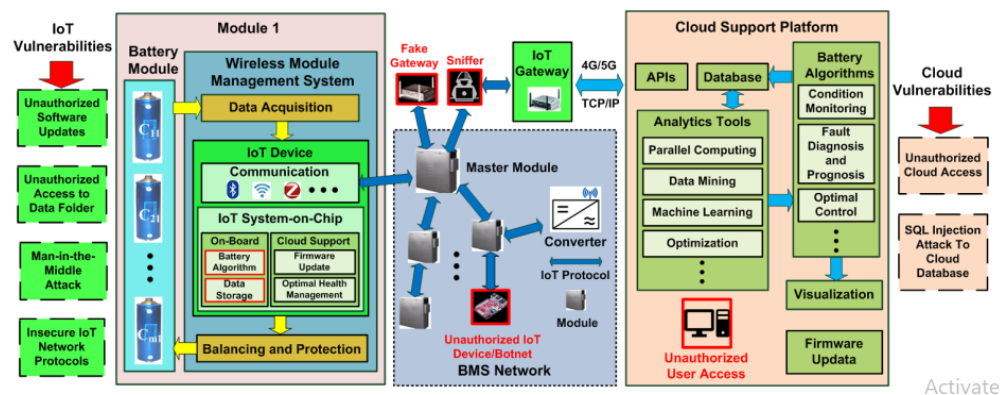 IoT
Vulnerabilities
Unauthorized
Software
Updates
Unauthorized
Access to
Data Folder
Man-in-the-
Middle
Attack
Insecure IoT
Network
Protocols
Module 1
Battery
Module
C11
C21
Cm1
Wireless Module
Management System
Data Acquisition
IoT Device
Communication
IoT System-on-Chip
On-Board
Battery
Algorithm
Data
Storage
Cloud Support
Firmware
Update
Optimal Health
Management
Balancing and Protection
Fake
Gateway
Sniffer
IoT
Gateway
4G/5G
TCP/IP
Master Module
Converter
IoT Protocol
Module
Unauthorized IoT
Device/Botnet
BMS Network
Cloud Support Platform
APIs
Database
Analytics Tools
Parallel Computing
Data Mining
Machine Learning
Optimization
Battery
Algorithms
Condition
Monitoring
Fault
Diagnosis
and
Prognosis
Optimal
Control
Visualization
Firmware
Updata
Unauthorized
User Access
Cloud
Vulnerabilities
Unauthorized
Cloud Access
SQL Injection
Attack To
Cloud
Database
Activate